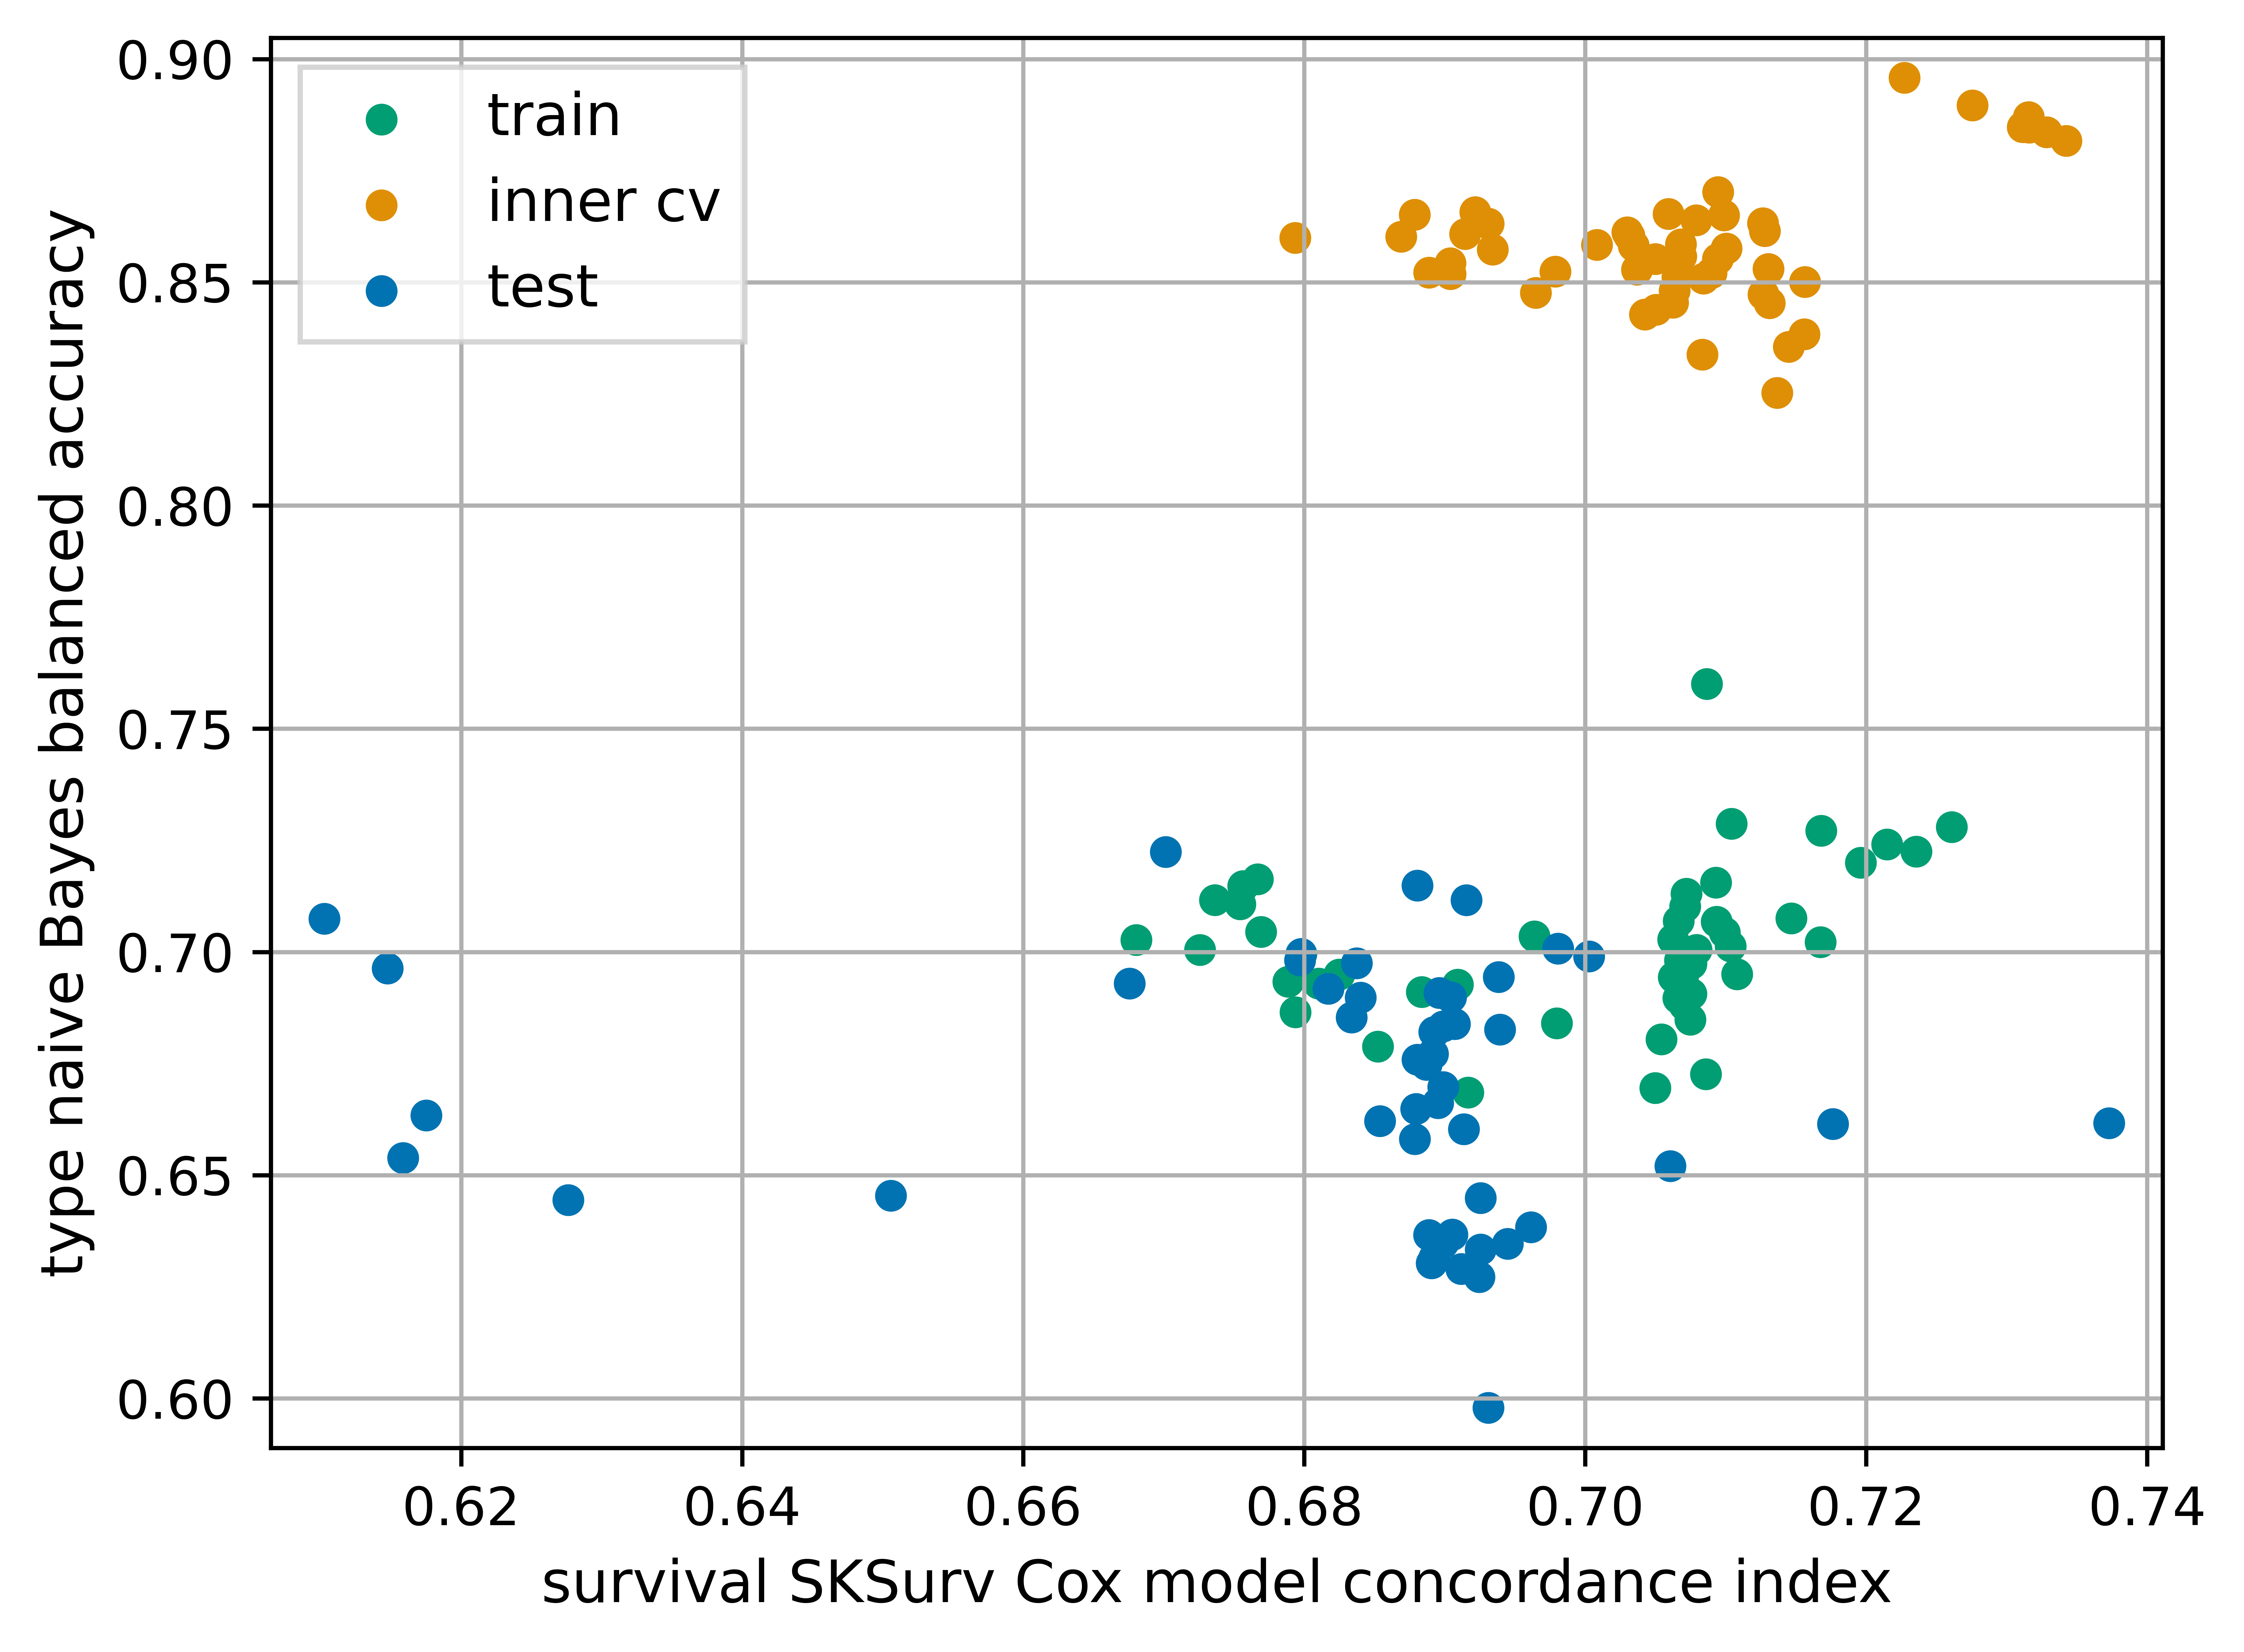 0.90
0.85
0.80
0.75
0.70
0.65
0.60
type naive Bayes balanced accuracy
train
inner cv
test
0.62 0.64 0.66 0.68 0.70 0.72 0.74
survival SKSurv Cox model concordance index